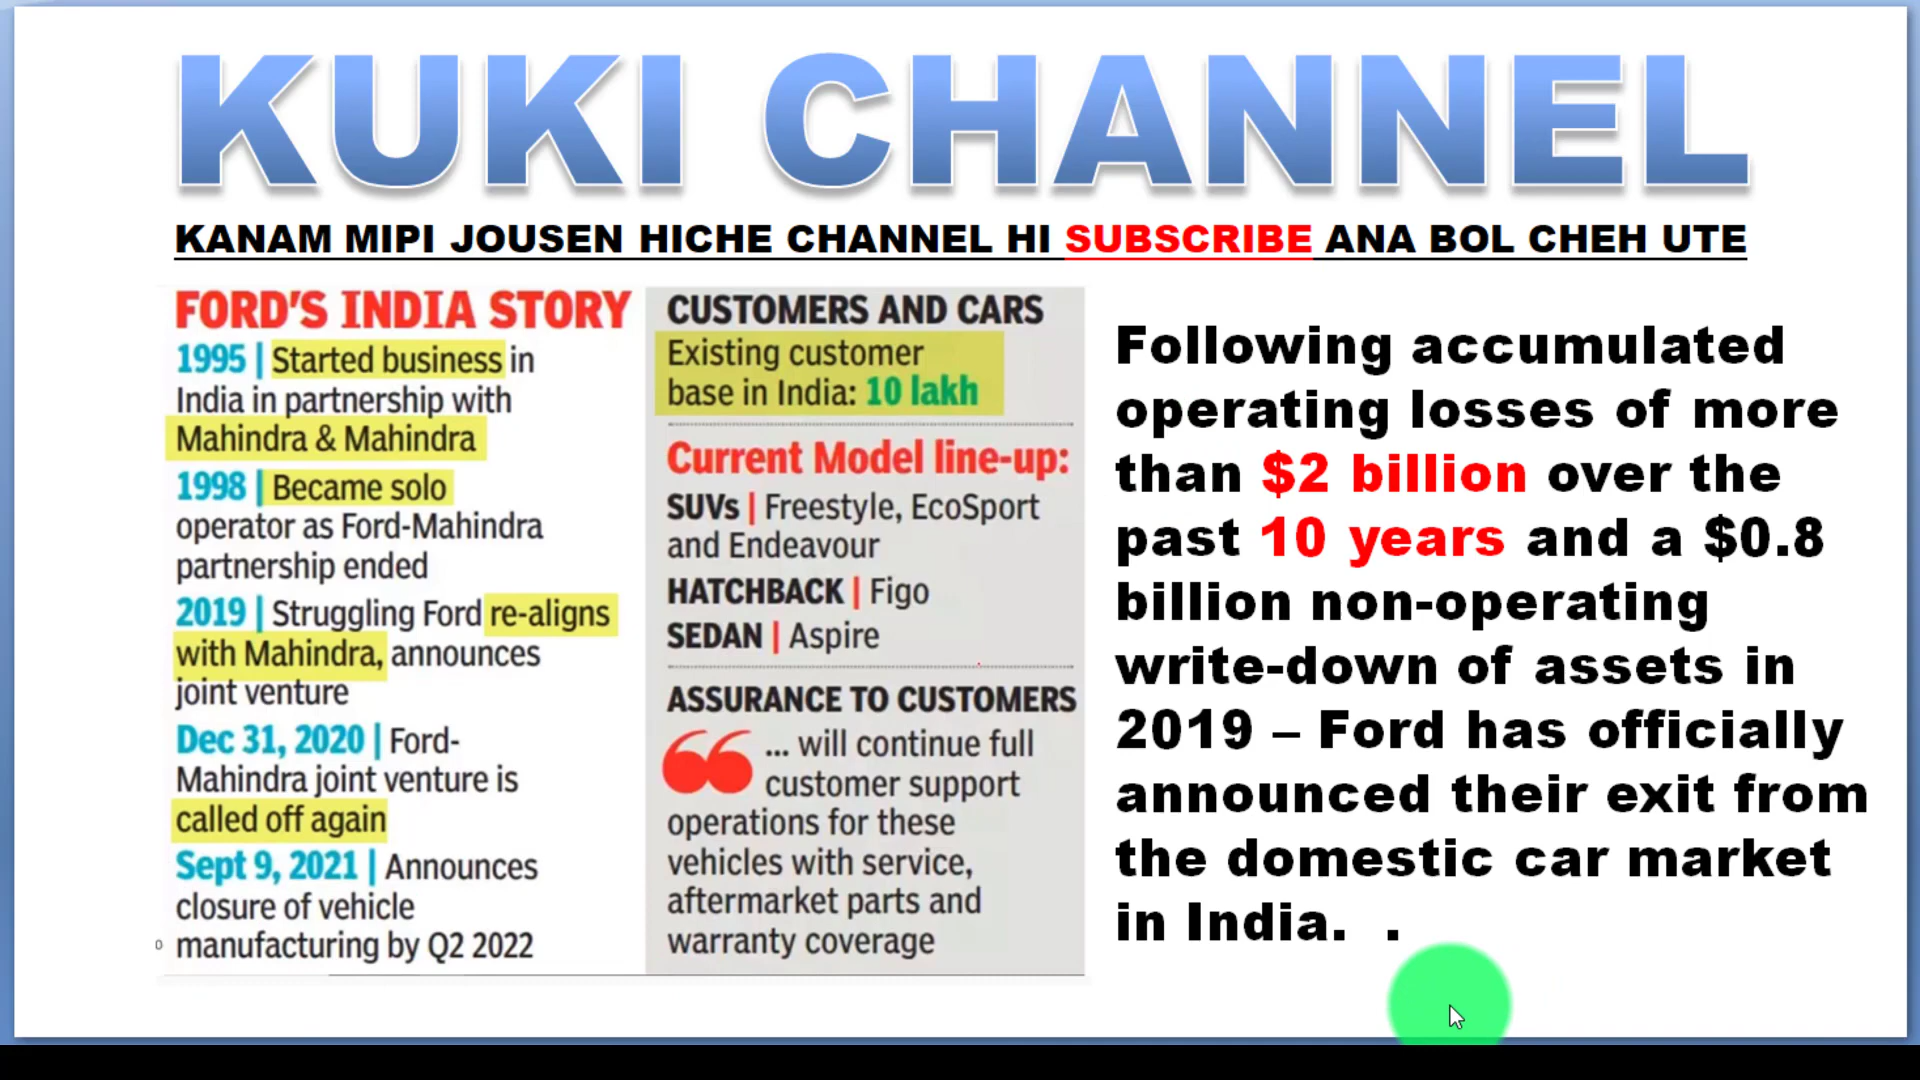 KUKI CHANNEL
KANAM MIPI JOUSEN HICHE CHANNEL HI SUBSCRIBE ANA BOL CHEH UTE
FORD'S INDIA STORY
1995 | Started business in
India in partnership with
Mahindra & Mahindra
1998 | Became solo
operator as Ford-Mahindra
partnership ended
2019 | Struggling Ford re-aligns
with Mahindra, announces
joint venture
Dec 31, 2020 | Ford-
Mahindra joint venture is
called off again
Sept 9, 2021 | Announces
closure of vehicle
manufacturing by Q2 2022
CUSTOMERS AND CARS
Existing customer
base in India: 10 lakh
Current Model line-up:
SUVs | Freestyle, EcoSport
and Endeavour
HATCHBACK | Figo
SEDAN | Aspire
ASSURANCE TO CUSTOMERS
“ ... will continue full
customer support
operations for these
vehicles with service,
aftermarket parts and
warranty coverage
Following accumulated
operating losses of more
than $2 billion over the
past 10 years and a $0.8
billion non-operating
write-down of assets in
2019 – Ford has officially
announced their exit from
the domestic car market
in India. .